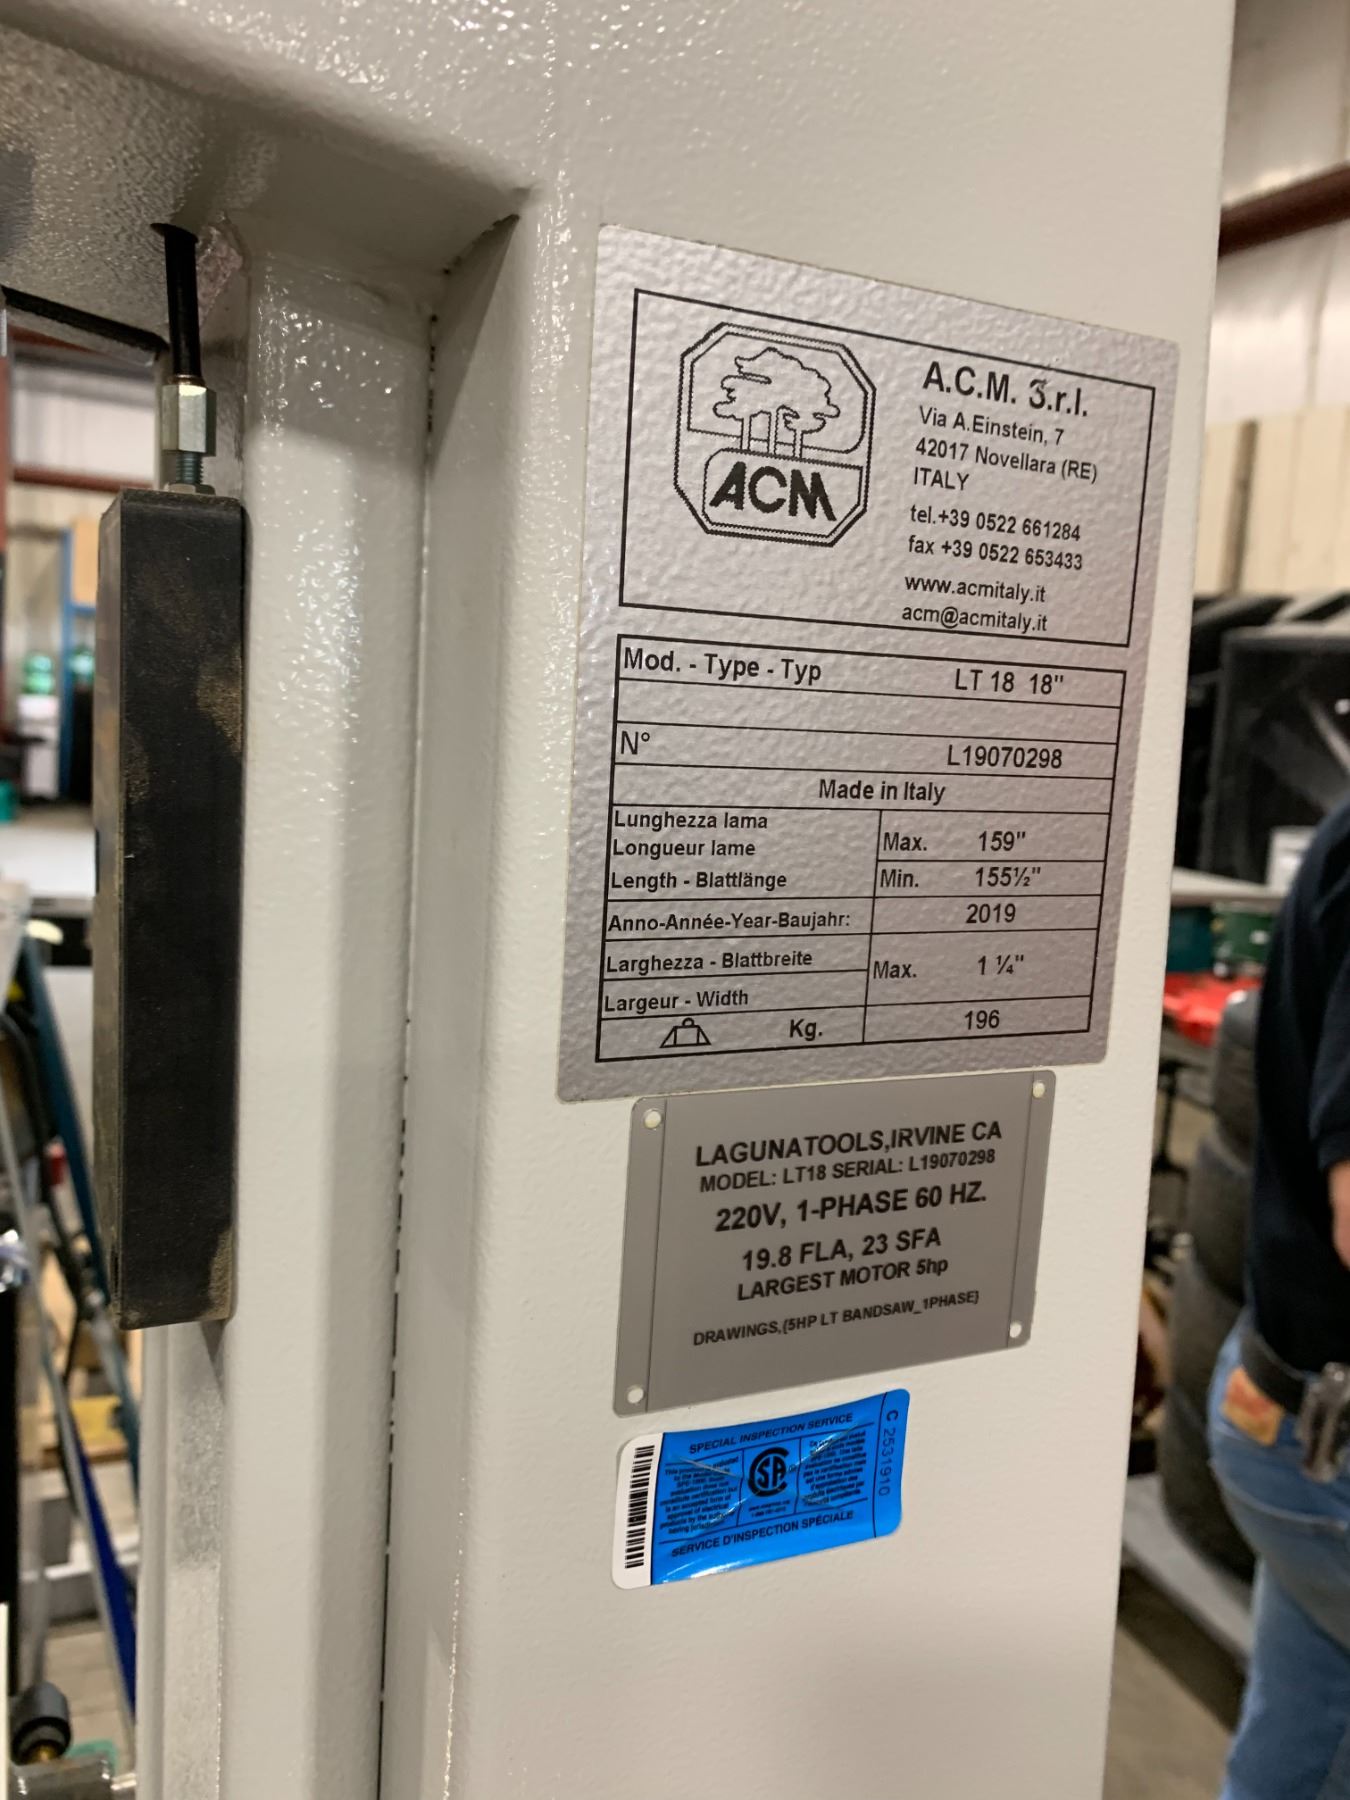 ACM
A.C.M. S.r.l.
Via A.Einstein, 7
42017 Novellara (RE)
ITALY
tel.+39 0522 661284
fax +39 0522 653433
www.acmitaly.it
acm@acmitaly.it
Mod. - Type - Typ LT 18 18"
N° L19070298
Made in Italy
Lunghezza lama
Longueur lame
Length - Blattlänge
Max. 159"
Min. 155½"
Anno-Année-Year-Baujahr: 2019
Larghezza - Blattbreite
Largeur - Width
Max. 1 ¼"
Kg. 196
LAGUNATOOLS,IRVINE CA
MODEL: LT18 SERIAL: L19070298
220V, 1-PHASE 60 HZ.
19.8 FLA, 23 SFA
LARGEST MOTOR 5hp
DRAWINGS,(5HP LT BANDSAW_1PHASE)
SPECIAL INSPECTION SERVICE
SA
SERVICE D'INSPECTION SPÉCIALE
C 2531910